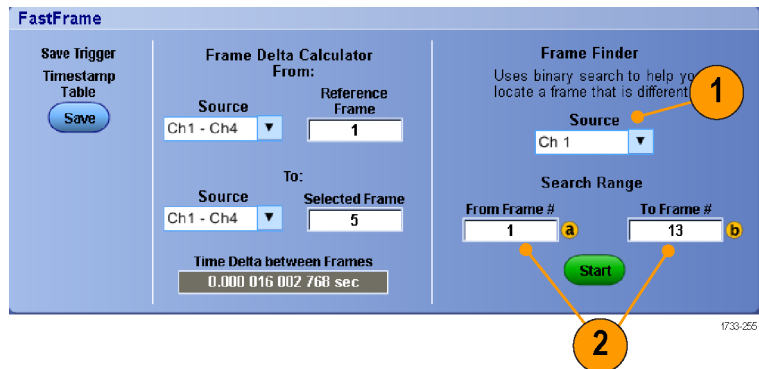 FastFrame
Save Trigger
Timestamp
Table
Save
Frame Delta Calculator
From:
Source
Reference
Frame
Ch1 - Ch4
1
To:
Source
Selected Frame
Ch1 - Ch4
5
Time Delta between Frames
0.000 016 002 768 sec
Frame Finder
Uses binary search to help yo
locate a frame that is different
1
Source
Ch 1
Search Range
From Frame #
To Frame #
1
a
13
b
Start
2
1733-255